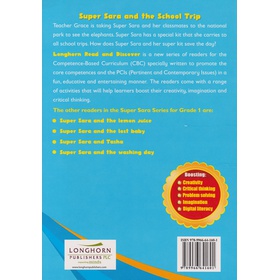 Super Sara and the School Trip
Teacher Grace is taking Super Sara and her classmates to the national
park to see the elephants. Super Sara has a special kit that she carries to
all school trips. How does Super Sara and her super kit save the day?
Longhorn Read and Discover is a new series of readers for the
Competence-Based Curriculum (CBC) specially written to promote the
core competences and the PCIs (Pertinent and Contemporary Issues) in a
fun, educative and entertaining manner. The readers come with a range
of activities that will help learners boost their creativity, imagination and
critical thinking.
The other readers in the Super Sara Series for Grade 1 are:
Super Sara and the lemon juice
Super Sara and the lost baby
Super Sara and Tacha
Super Sara and the washing day
Boosting:
Creativity
Critical thinking
Problem solving
Imagination
Digital literacy
LONGHORN
PUBLISHERS PLC